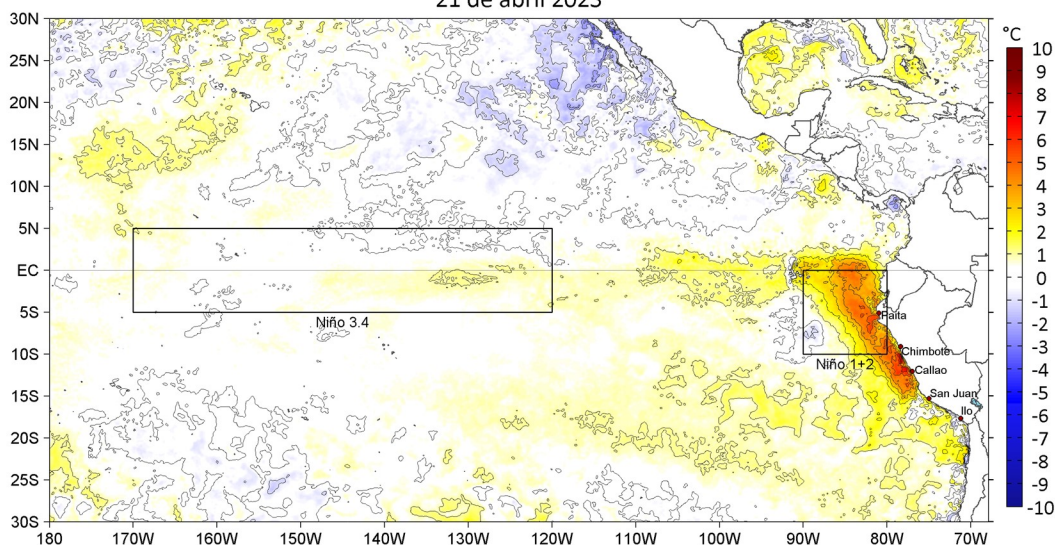 21 de abril 2023
30N
25N
20N
15N
10N
5N
EC
5S
10S
15S
20S
25S
30S
180 170W 160W 150W 140W 130W 120W 110W 100W 90W 80W 70W
Niño 3.4
Niño 1+2
Paita
Chimbote
Callao
San Juan
Ilo
°C
10
9
8
7
6
5
4
3
2
1
0
-1
-2
-3
-4
-5
-6
-7
-8
-9
-10